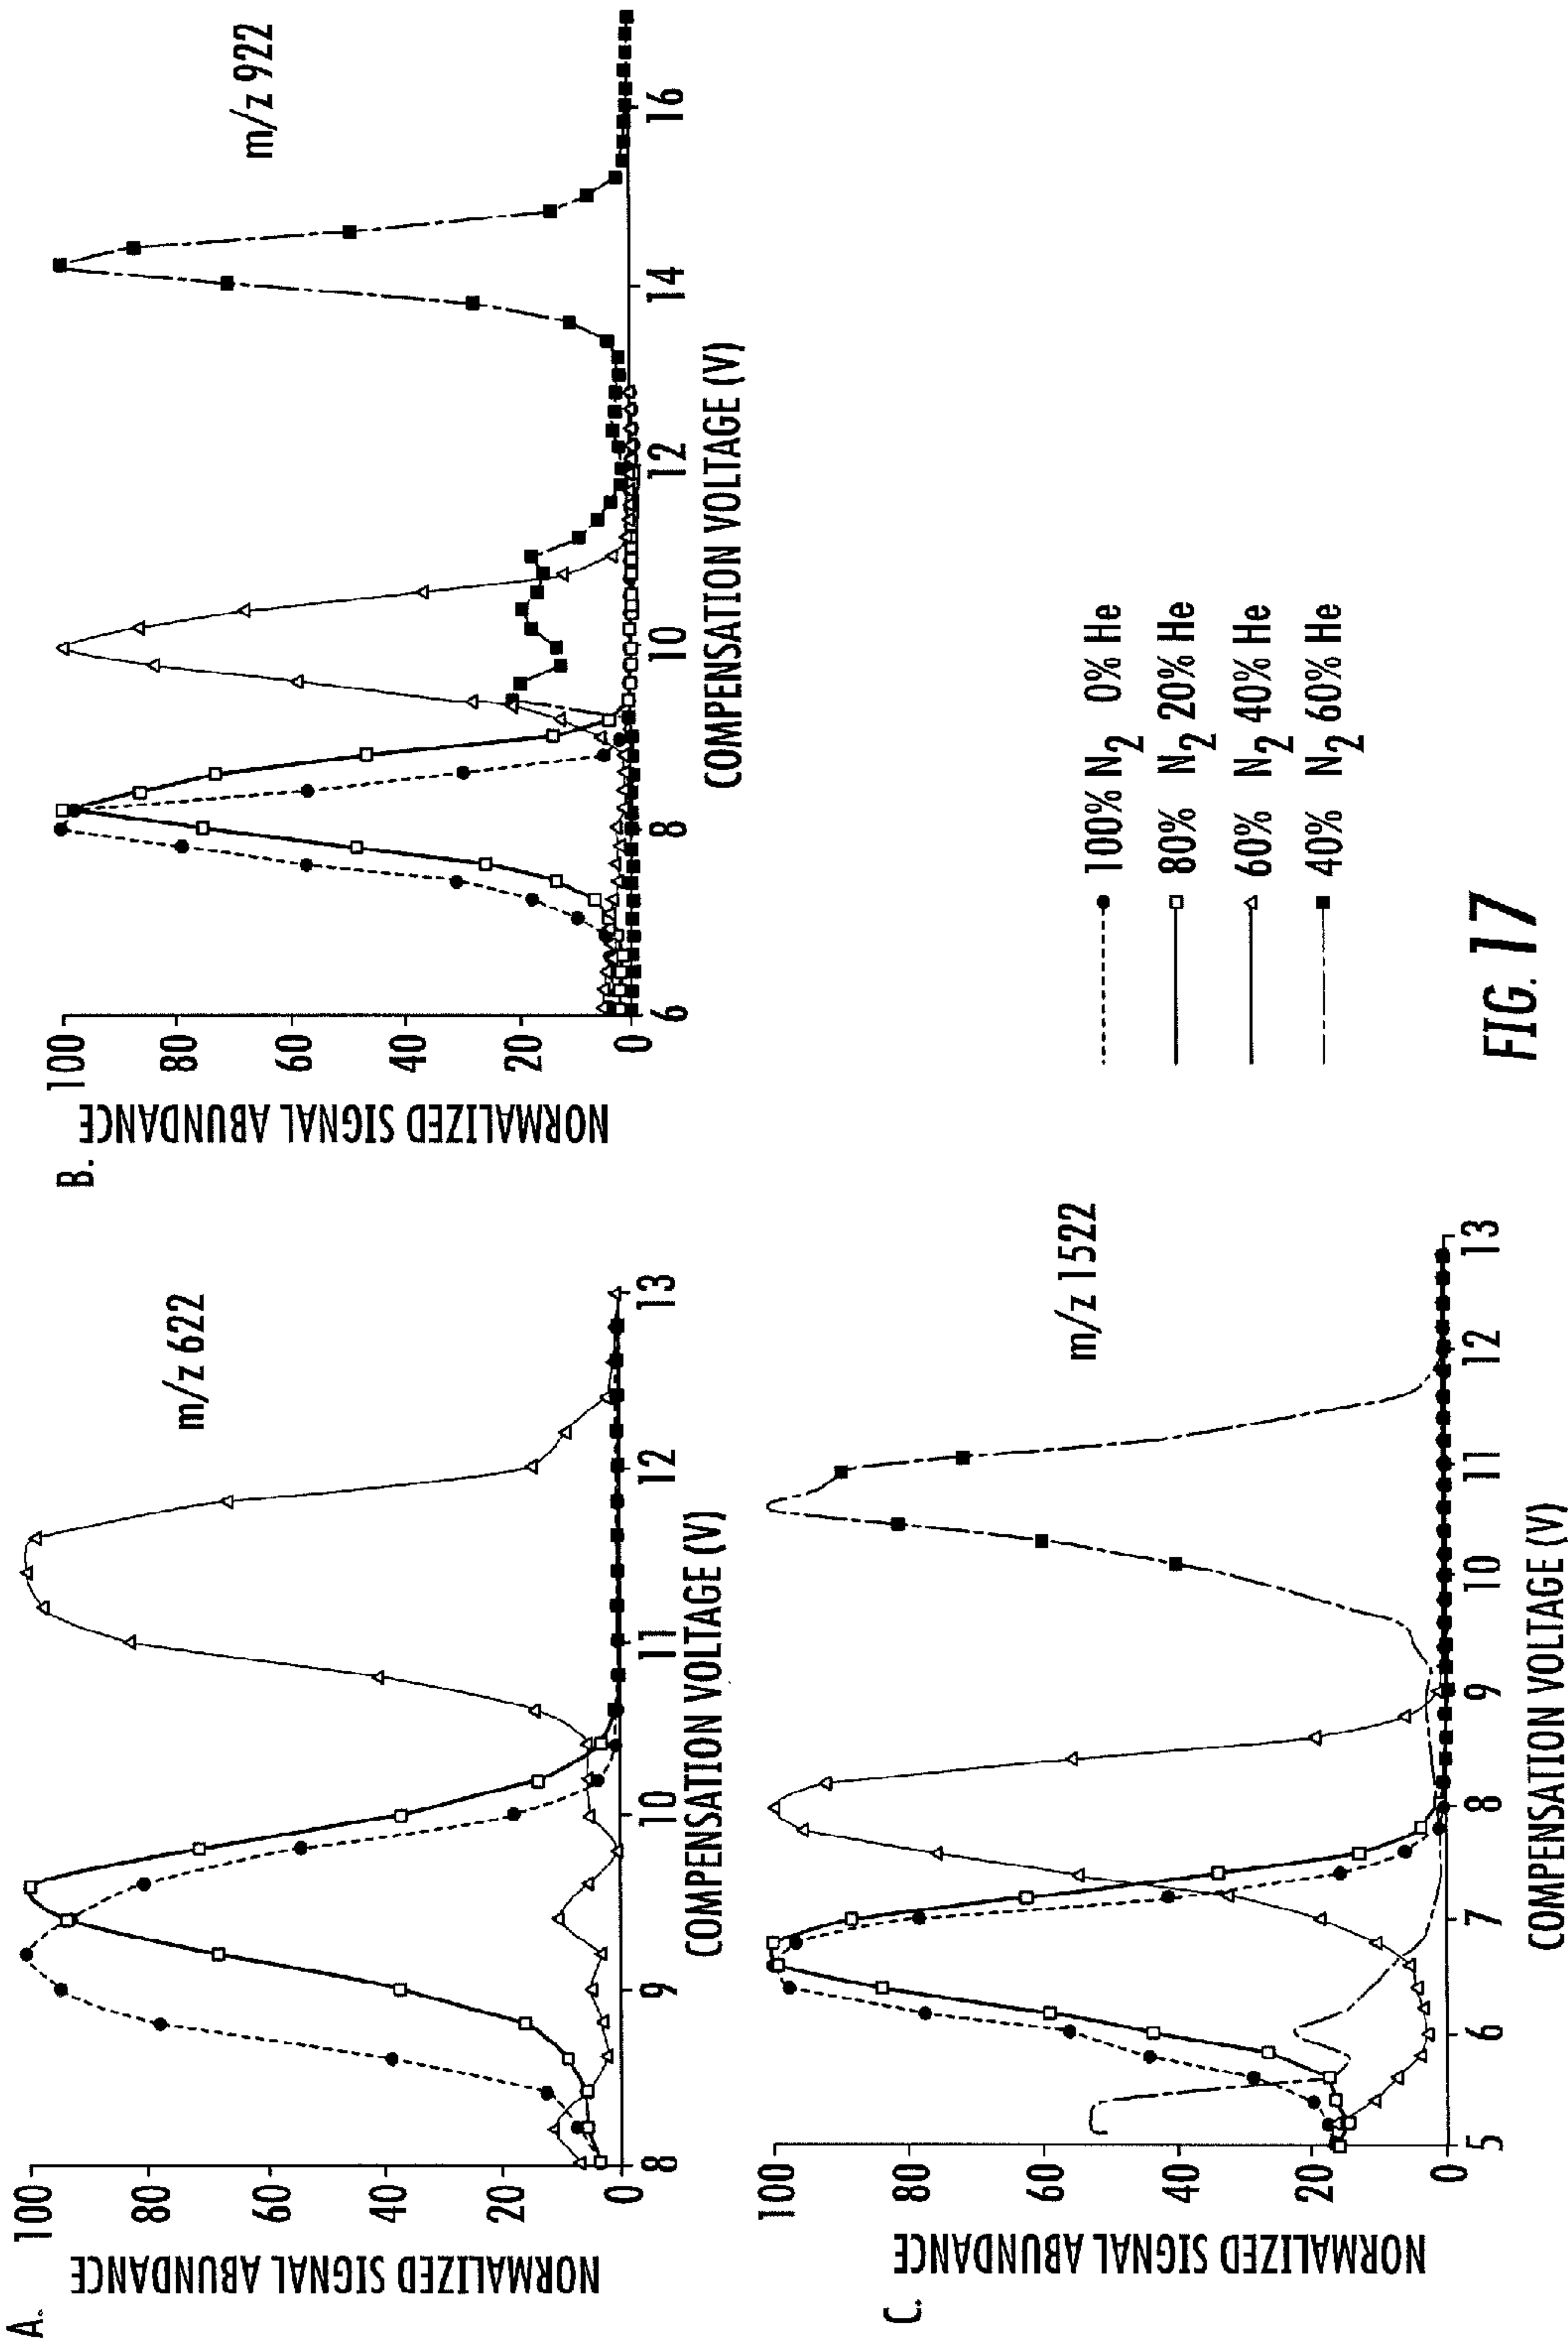 A.
NORMALIZED SIGNAL ABUNDANCE
100
80
60
40
20
0
m/z 622
8
9
10
11
12
13
COMPENSATION VOLTAGE (V)
B.
NORMALIZED SIGNAL ABUNDANCE
100
80
60
40
20
0
m/z 922
6
8
10
12
14
16
COMPENSATION VOLTAGE (V)
C.
NORMALIZED SIGNAL ABUNDANCE
100
80
60
40
20
0
m/z 1522
5
6
7
8
9
10
11
12
13
COMPENSATION VOLTAGE (V)
100% N2 0% He
80% N2 20% He
60% N2 40% He
40% N2 60% He
FIG. 17